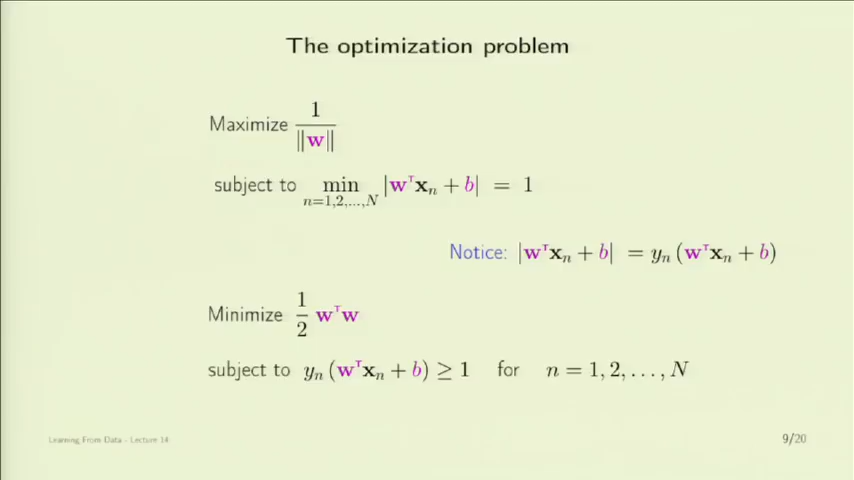 The optimization problem
Maximize 1/‖w‖
subject to min_{n=1,2,...,N} |wᵀxₙ + b| = 1
Notice: |wᵀxₙ + b| = yₙ (wᵀxₙ + b)
Minimize 1/2 wᵀw
subject to yₙ (wᵀxₙ + b) ≥ 1 for n = 1, 2, . . . , N
Learning From Data - Lecture 14
9/20